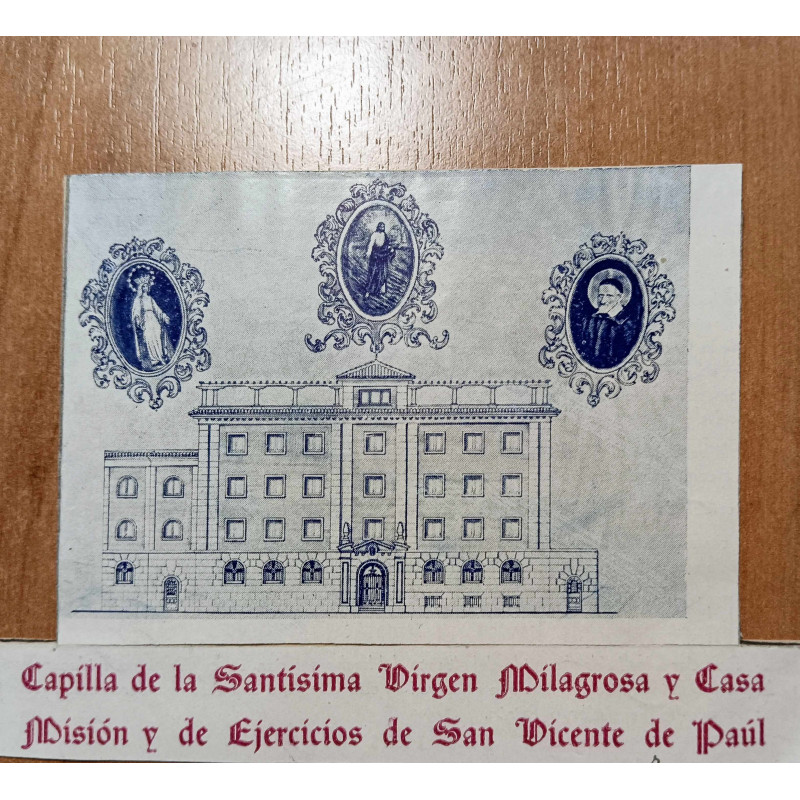 Capilla de la Santísima Virgen Milagrosa y Casa
Misión y de Ejercicios de San Vicente de Paúl